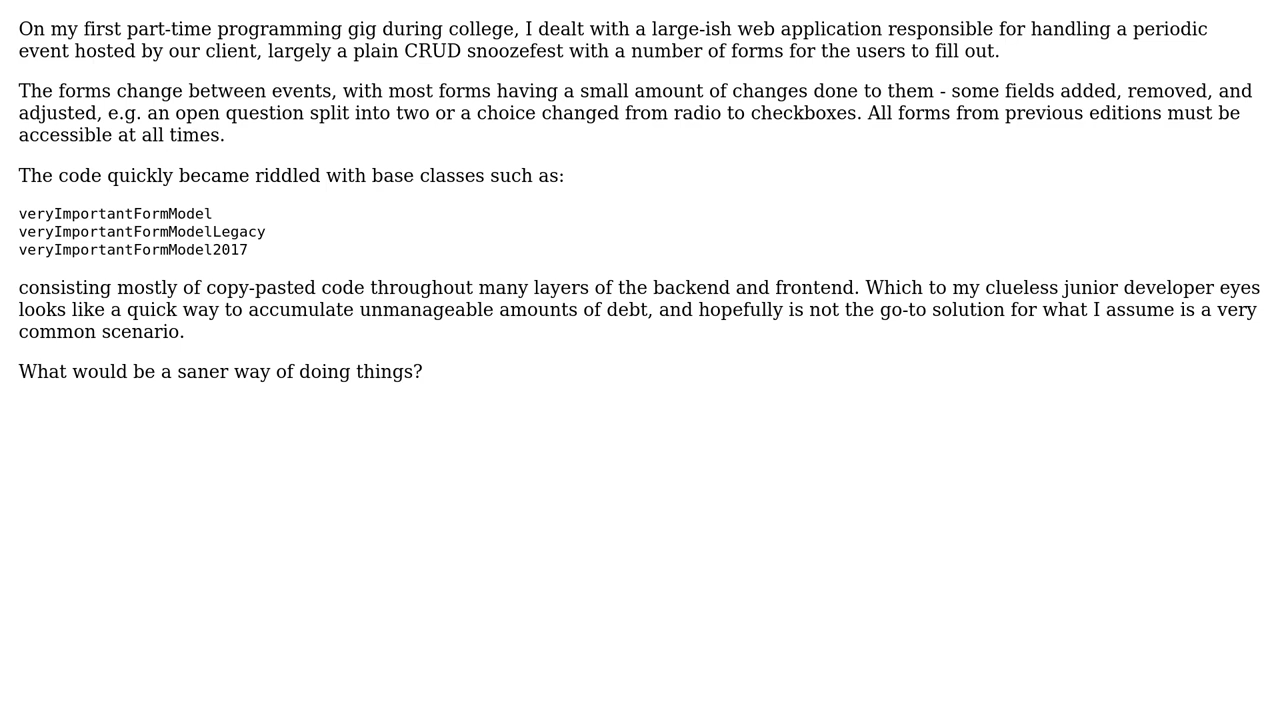 On my first part-time programming gig during college, I dealt with a large-ish web application responsible for handling a periodic
event hosted by our client, largely a plain CRUD snoozefest with a number of forms for the users to fill out.
The forms change between events, with most forms having a small amount of changes done to them - some fields added, removed, and
adjusted, e.g. an open question split into two or a choice changed from radio to checkboxes. All forms from previous editions must be
accessible at all times.
The code quickly became riddled with base classes such as:
veryImportantFormModel
veryImportantFormModelLegacy
veryImportantFormModel2017
consisting mostly of copy-pasted code throughout many layers of the backend and frontend. Which to my clueless junior developer eyes
looks like a quick way to accumulate unmanageable amounts of debt, and hopefully is not the go-to solution for what I assume is a very
common scenario.
What would be a saner way of doing things?